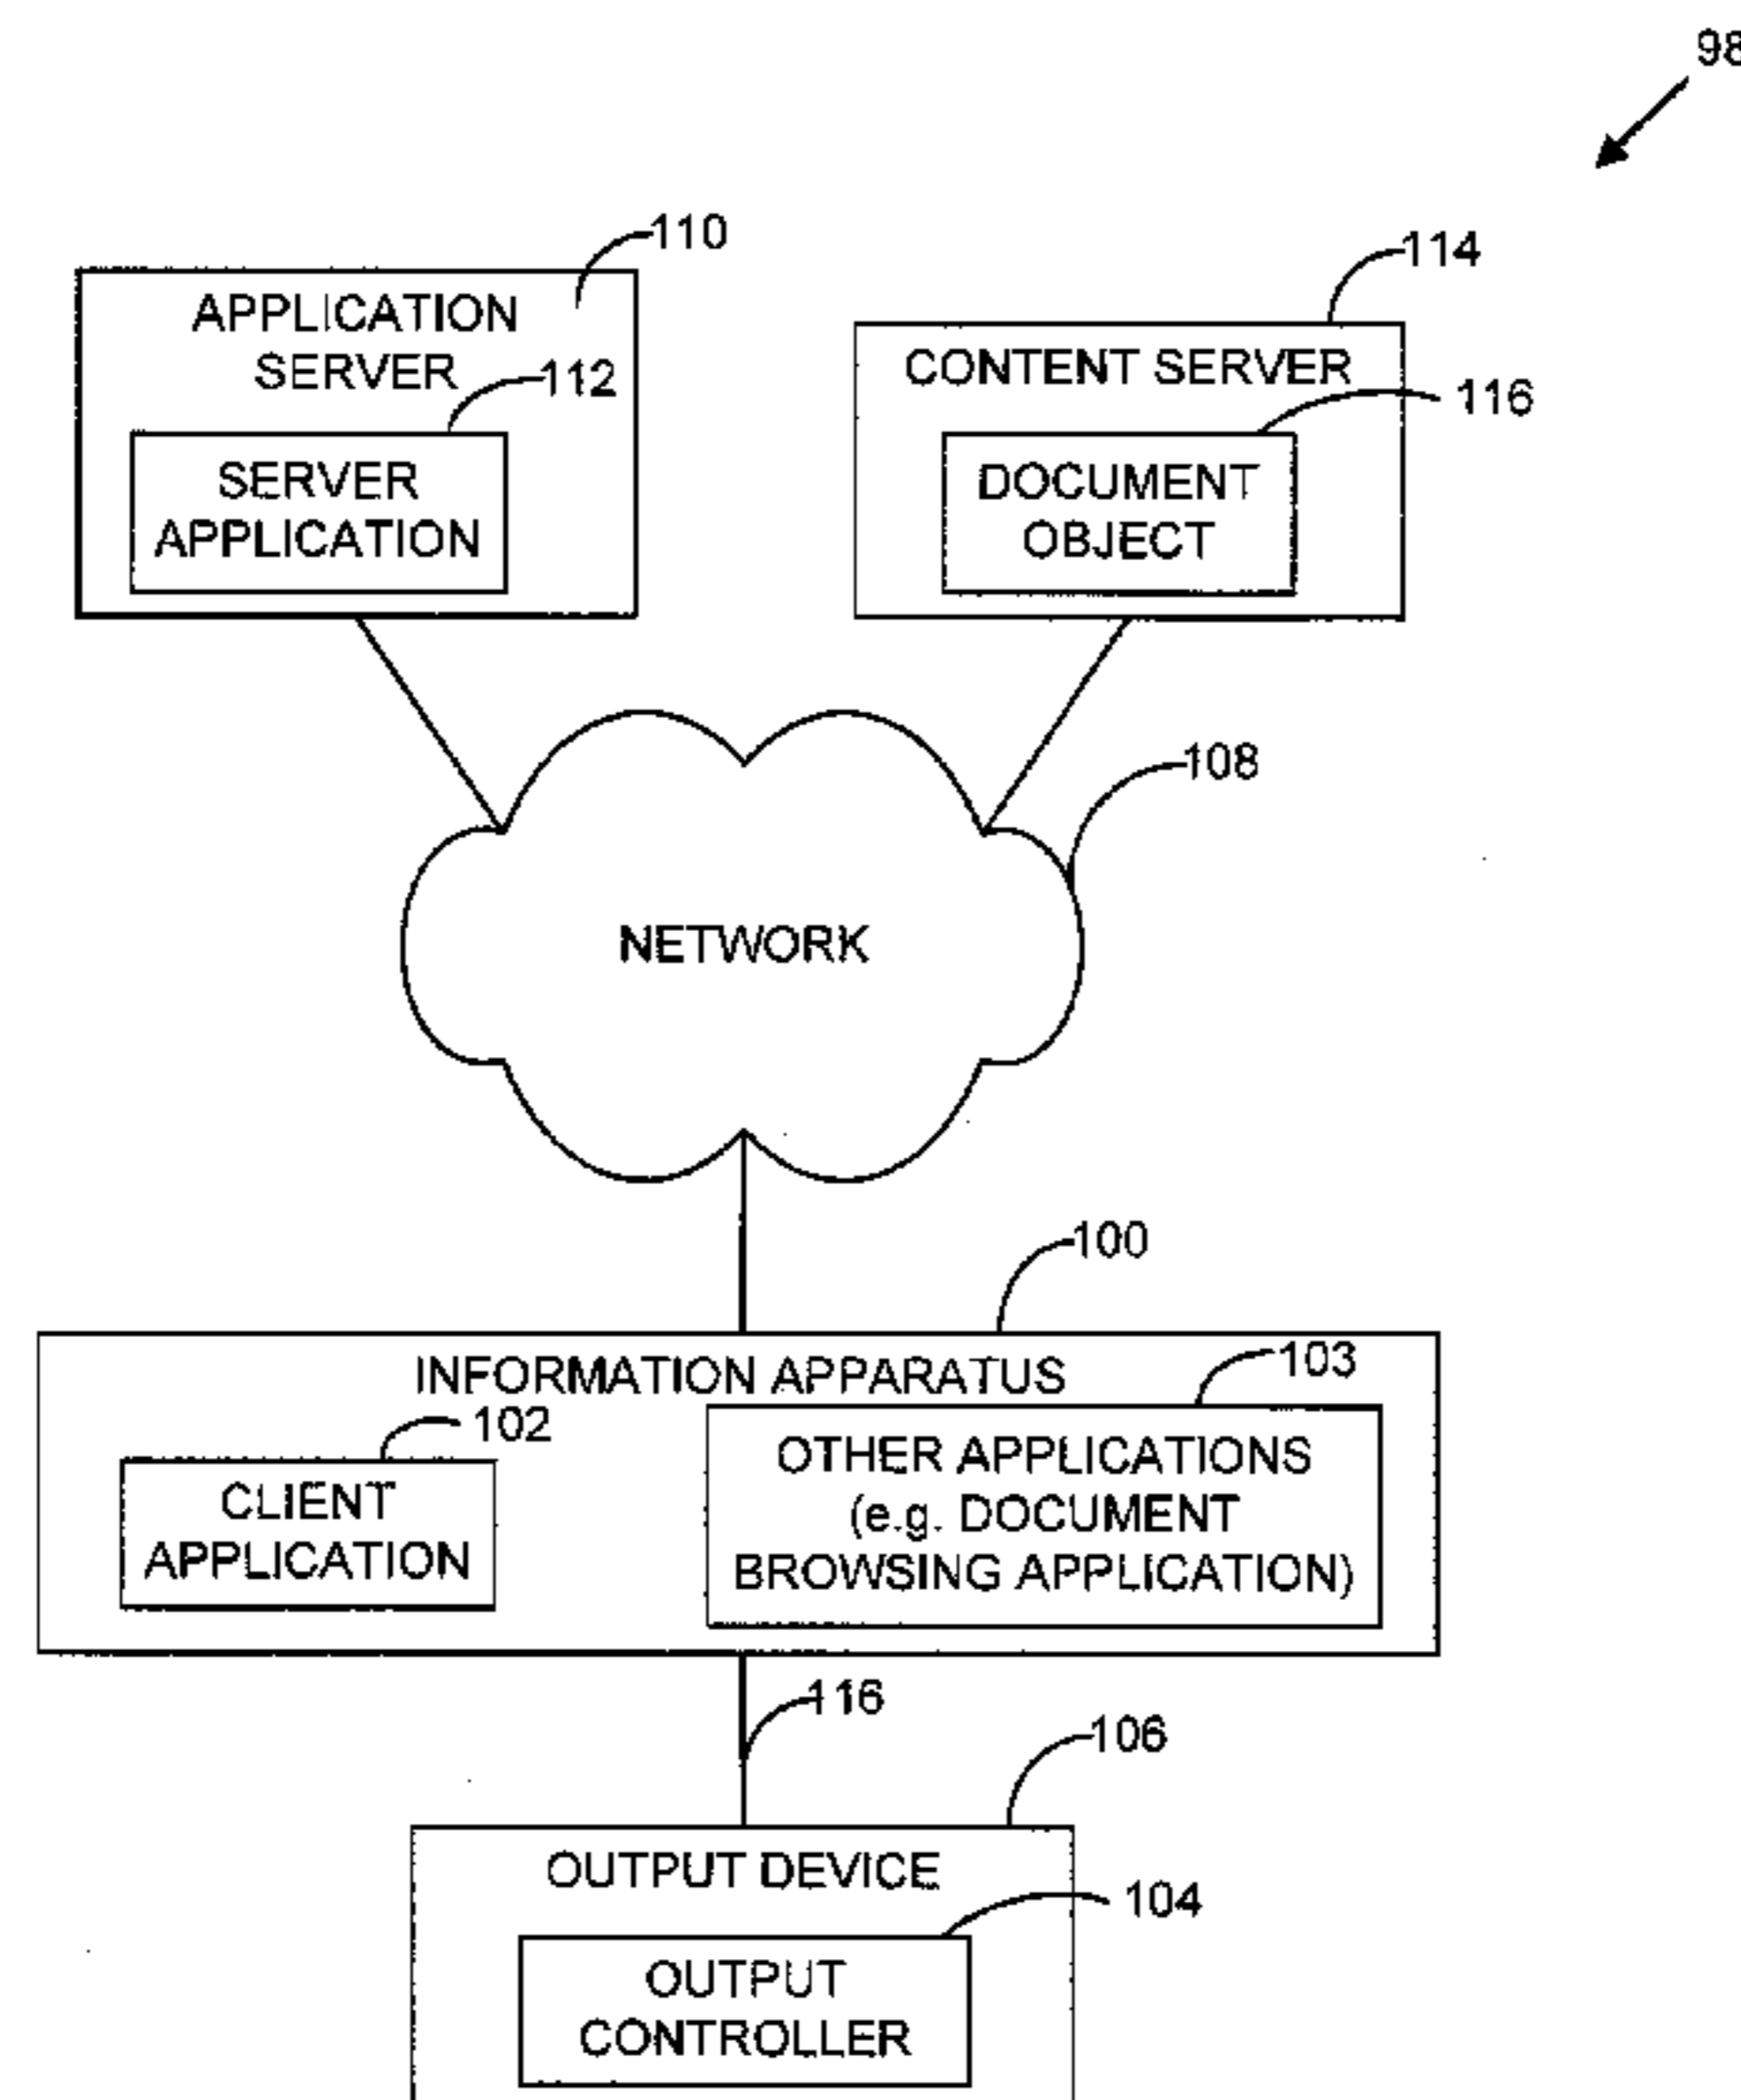 98
110
114
APPLICATION
SERVER
112
CONTENT SERVER
116
SERVER
APPLICATION
DOCUMENT
OBJECT
108
NETWORK
100
INFORMATION APPARATUS
103
102
CLIENT
APPLICATION
OTHER APPLICATIONS
(e.g. DOCUMENT
BROWSING APPLICATION)
116
106
OUTPUT DEVICE
104
OUTPUT
CONTROLLER